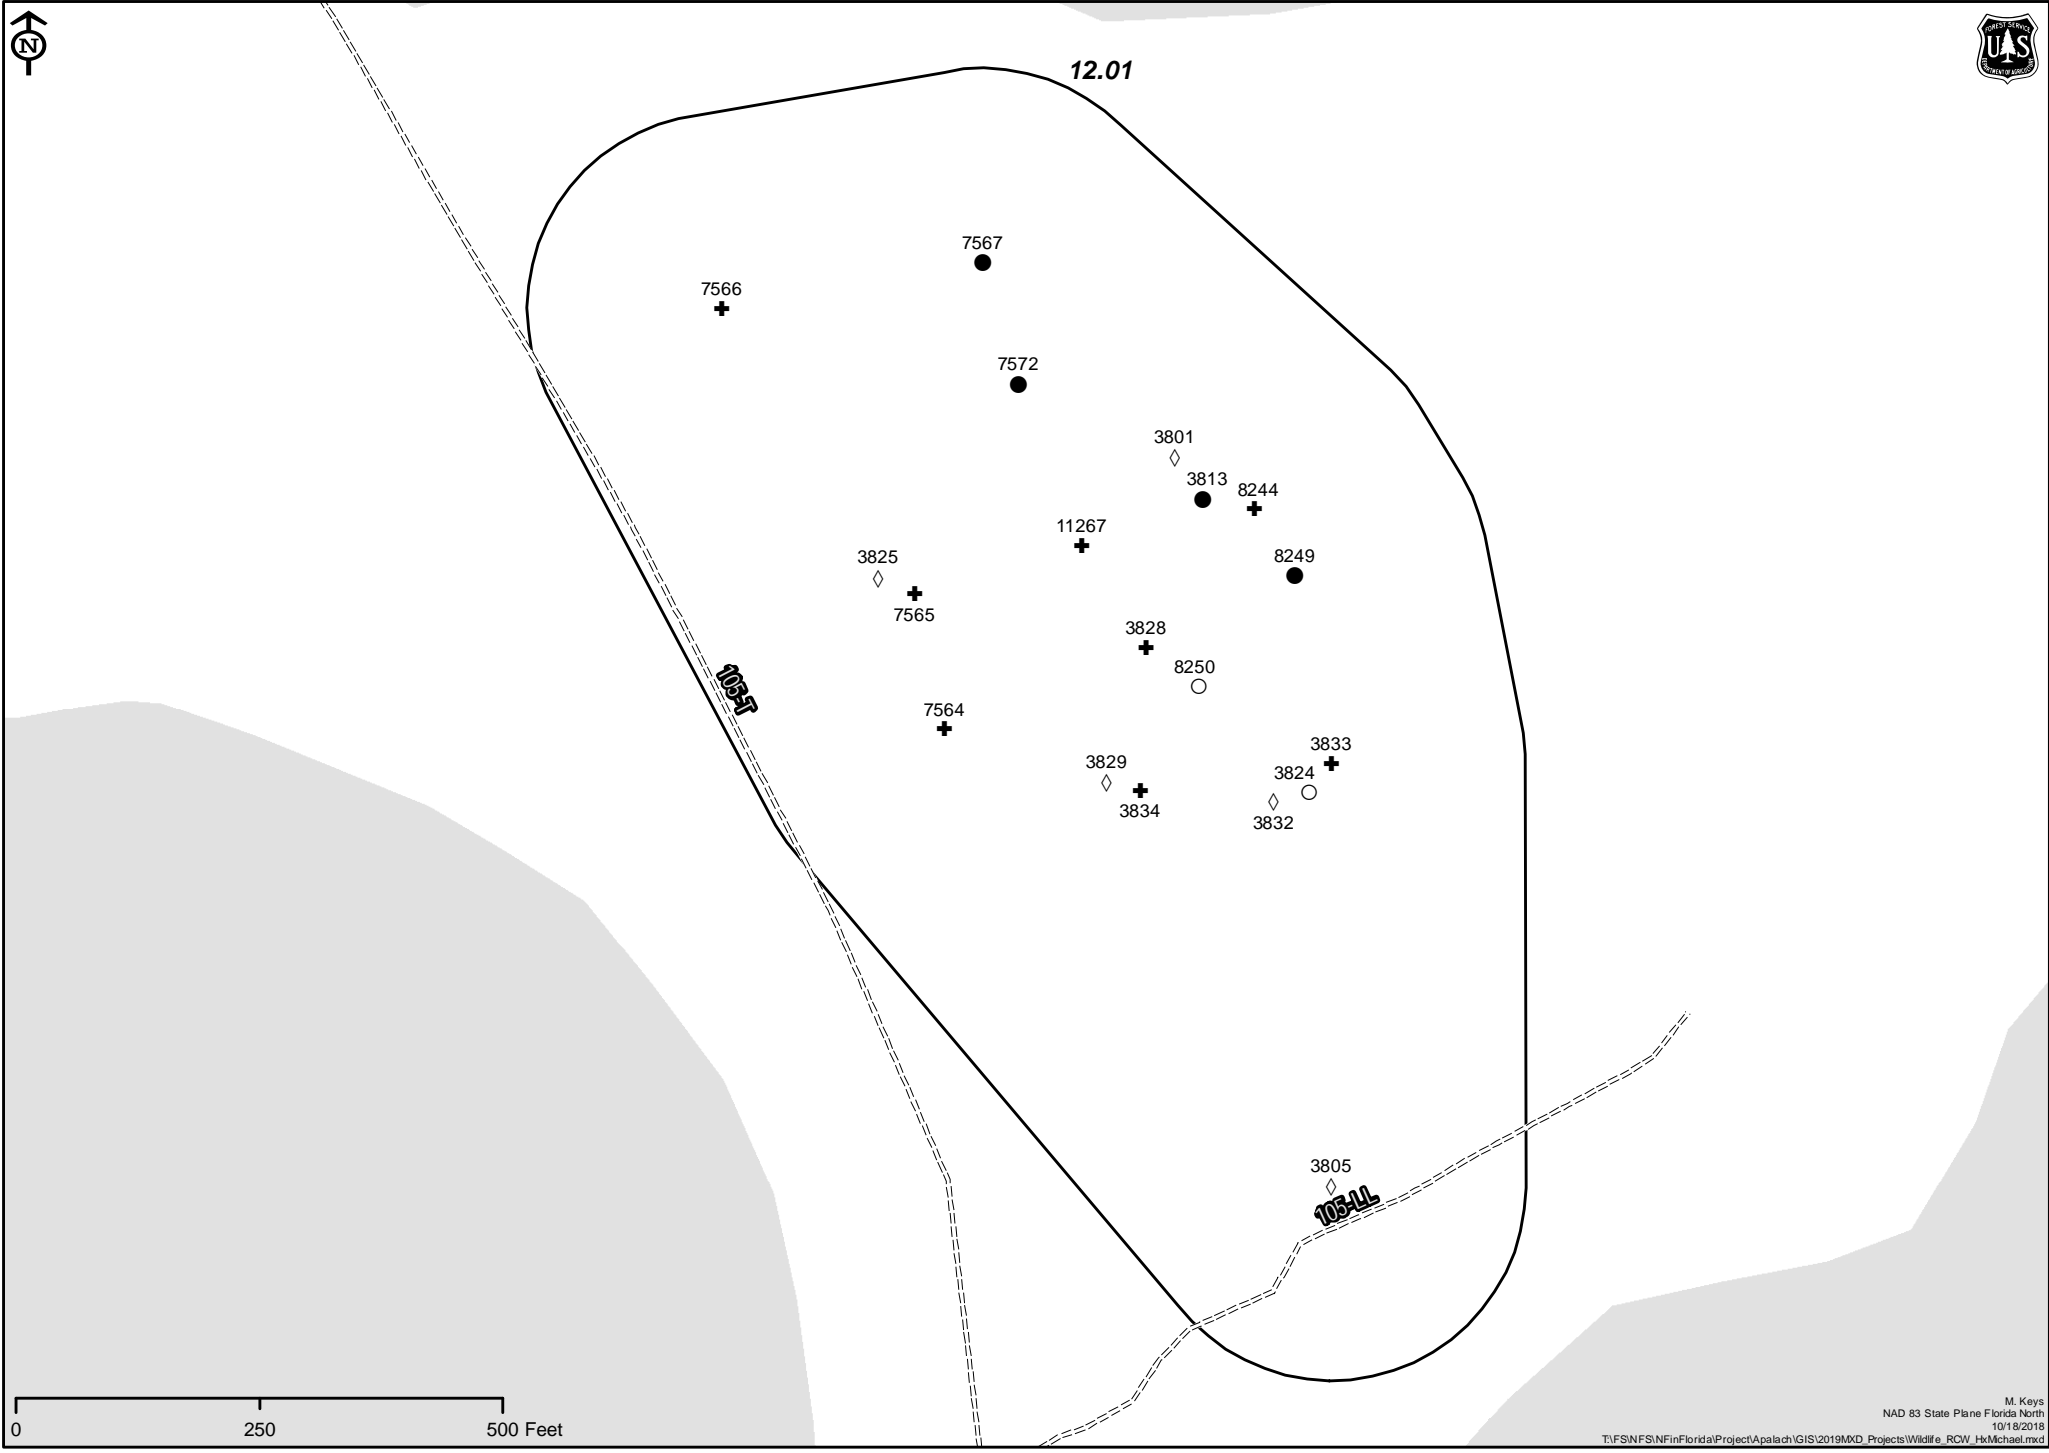 N
FOREST SERVICE
US
DEPARTMENT OF AGRICULTURE
12.01
7567
7566
7572
3801
3813
8244
11267
8249
3825
7565
3828
8250
105-T
7564
3833
3829
3824
3834
3832
3805
105-LL
0 250 500 Feet
M. Keys
NAD 83 State Plane Florida North
10/18/2018
T:\FS\NFS\NFinFlorida\Project\Apalach\GIS\2019MXD_Projects\Wildlife_RCW_HxMichael.mxd